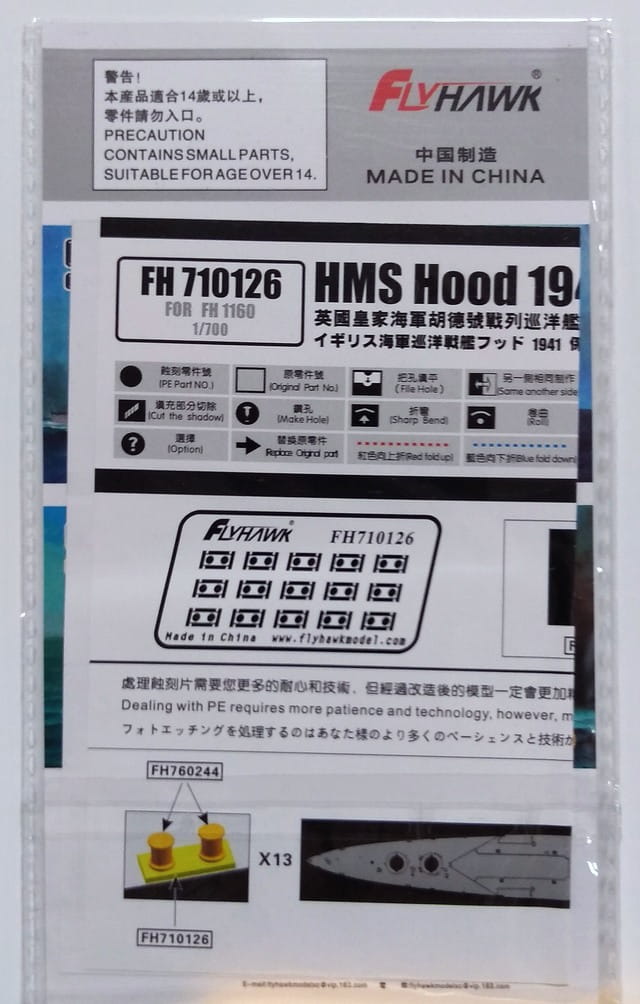 警告！
本產品適合14歲或以上，
零件請勿入口。
PRECAUTION
CONTAINS SMALL PARTS,
SUITABLE FOR AGE OVER 14.
FLYHAWK®
中国制造
MADE IN CHINA
FH 710126
FOR FH 1160
1/700
HMS Hood 194
英國皇家海軍胡德號戰列巡洋艦
イギリス海軍巡洋戦艦フッド 1941
蝕刻零件號
(PE Part NO.)
原零件號
(Original Part No.)
把孔填平
(File Hole)
另一側相同制作
(Same another side
填充部分切除
(Cut the shadow)
鑽孔
(Make Hole)
折彎
(Sharp Bend)
卷曲
(Roll)
?
選擇
(Option)
替換原零件
(Replace Original part)
紅色向上折(Red fold up)
藍色向下折(Blue fold down)
FLYHAWK®
FH710126
Made in China www.flyhawkmodel.com
處理蝕刻片需要您更多的耐心和技術，但經過改造後的模型一定會更加精
Dealing with PE requires more patience and technology, however, m
フォトエッチングを処理するのはあなた様のより多くのペーシェンスと技術か
FH760244
X13
FH710126
E-mail:flyhawkmodelsc@vip.163.com